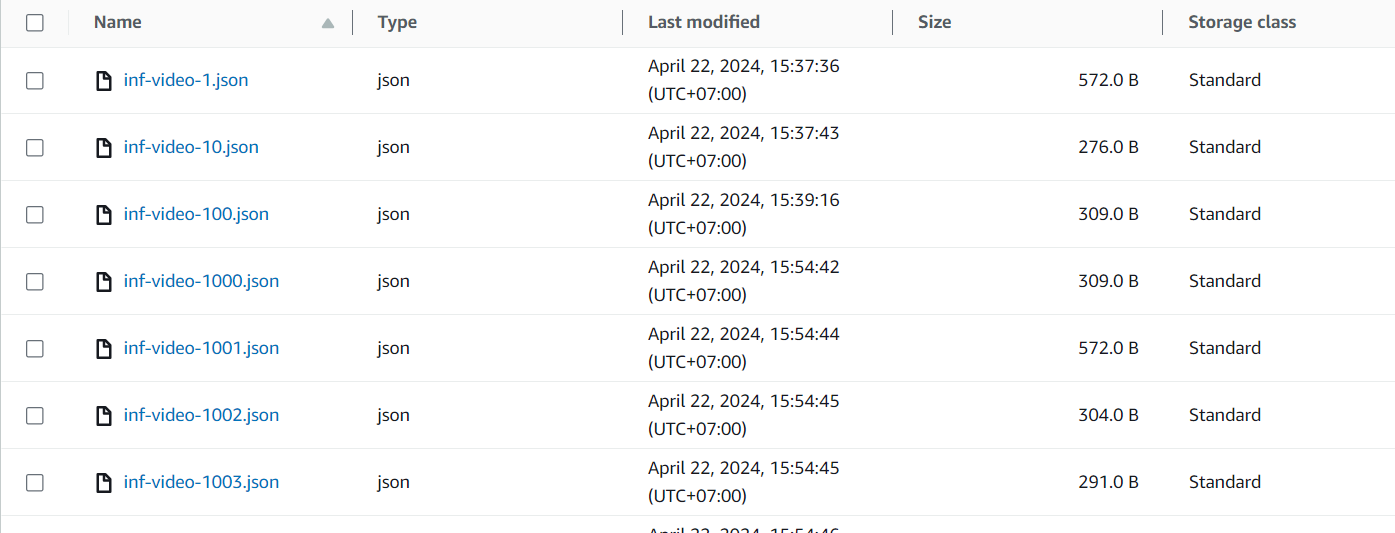 Name Type Last modified Size Storage class
inf-video-1.json json April 22, 2024, 15:37:36 (UTC+07:00) 572.0 B Standard
inf-video-10.json json April 22, 2024, 15:37:43 (UTC+07:00) 276.0 B Standard
inf-video-100.json json April 22, 2024, 15:39:16 (UTC+07:00) 309.0 B Standard
inf-video-1000.json json April 22, 2024, 15:54:42 (UTC+07:00) 309.0 B Standard
inf-video-1001.json json April 22, 2024, 15:54:44 (UTC+07:00) 572.0 B Standard
inf-video-1002.json json April 22, 2024, 15:54:45 (UTC+07:00) 304.0 B Standard
inf-video-1003.json json April 22, 2024, 15:54:45 (UTC+07:00) 291.0 B Standard